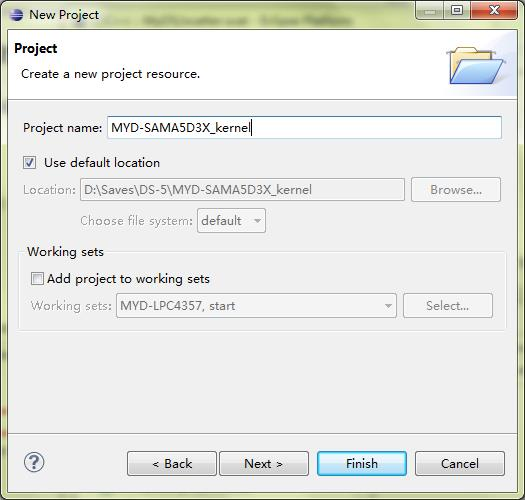 New Project
Project
Create a new project resource.
Project name: MYD-SAMA5D3X_kernel
Use default location
Location: D:\Saves\DS-5\MYD-SAMA5D3X_kernel Browse...
Choose file system: default
Working sets
Add project to working sets
Working sets: MYD-LPC4357, start Select...
? < Back Next > Finish Cancel